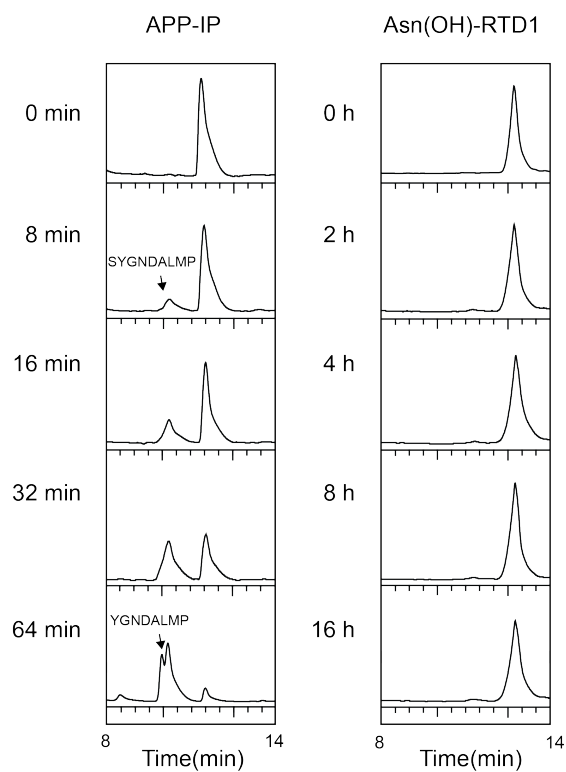 APP-IP Asn(OH)-RTD1
0 min 0 h
8 min 2 h
SYGNDALMP
16 min 4 h
32 min 8 h
64 min 16 h
YGNDALMP
8 14 8 14
Time(min) Time(min)